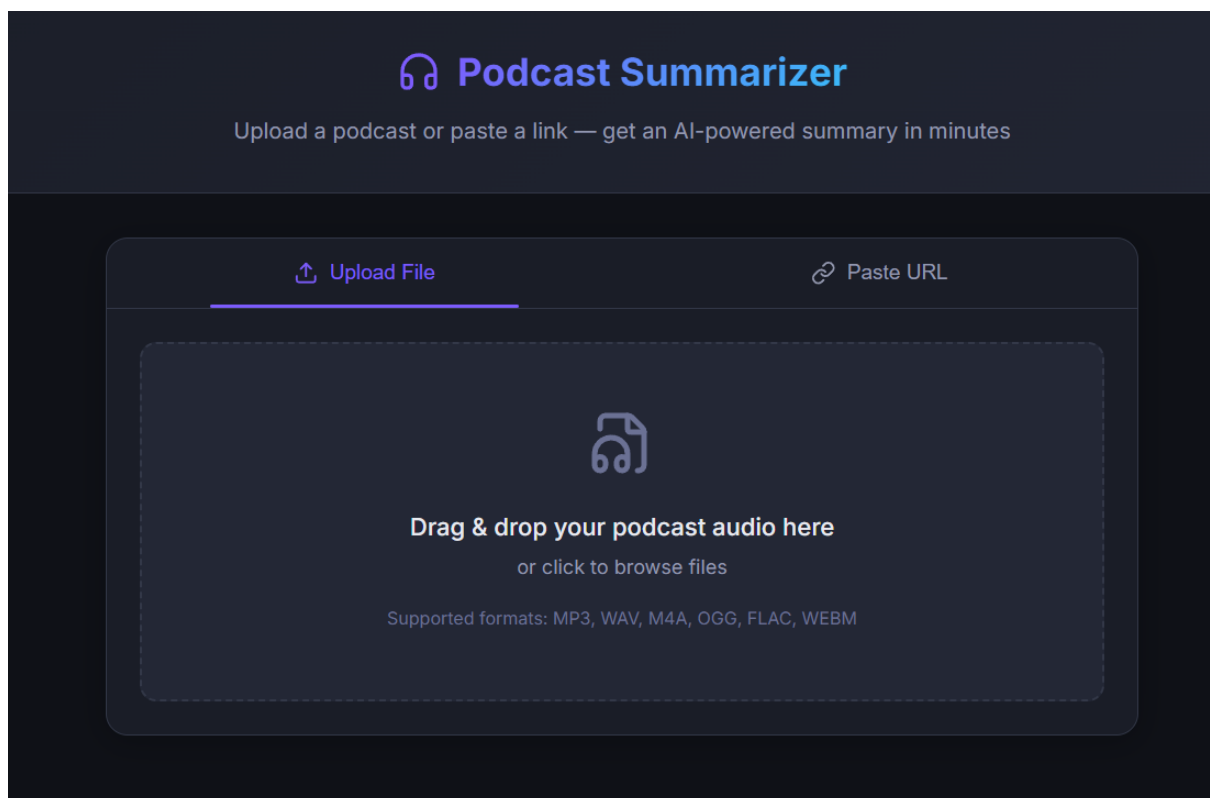 Podcast Summarizer
Upload a podcast or paste a link — get an AI-powered summary in minutes
Upload File
Paste URL
Drag & drop your podcast audio here
or click to browse files
Supported formats: MP3, WAV, M4A, OGG, FLAC, WEBM